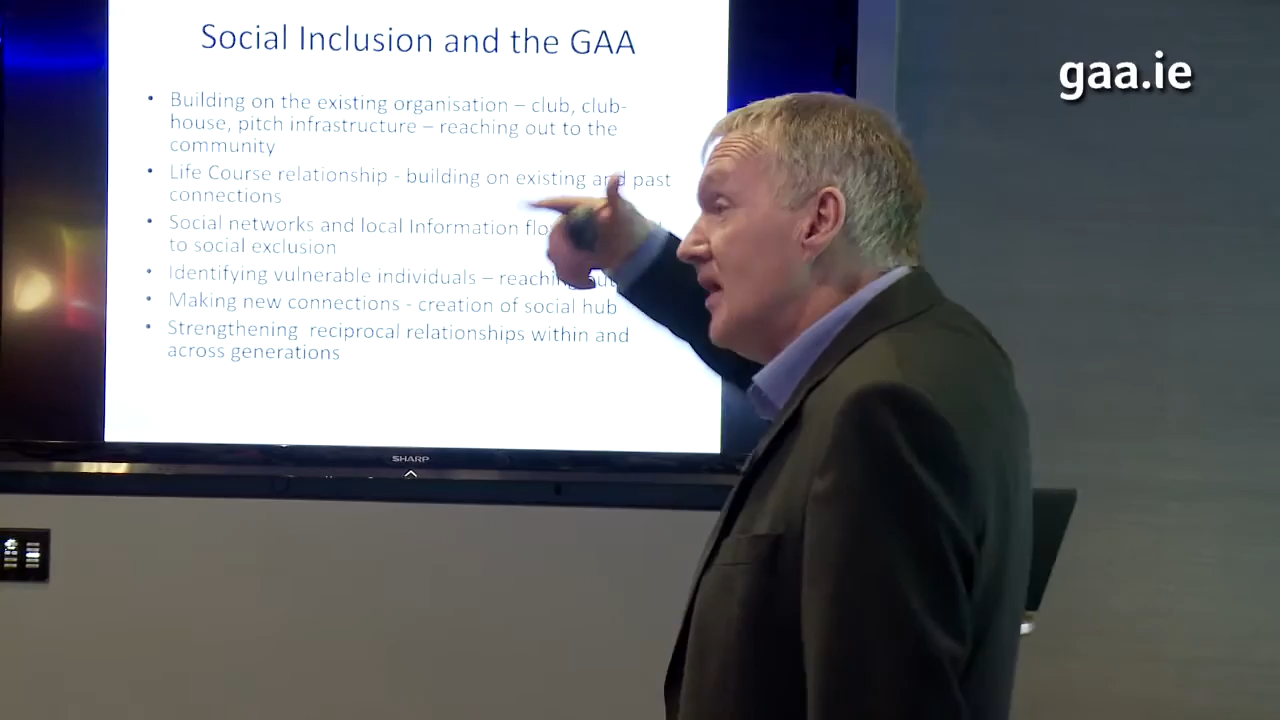 Social Inclusion and the GAA
gaa.ie
• Building on the existing organisation – club, club-
house, pitch infrastructure – reaching out to the
community
• Life Course relationship - building on existing and past
connections
• Social networks and local Information
to social exclusion
• Identifying vulnerable individuals – reaching out
• Making new connections - creation of social hub
• Strengthening reciprocal relationships within and
across generations
SHARP